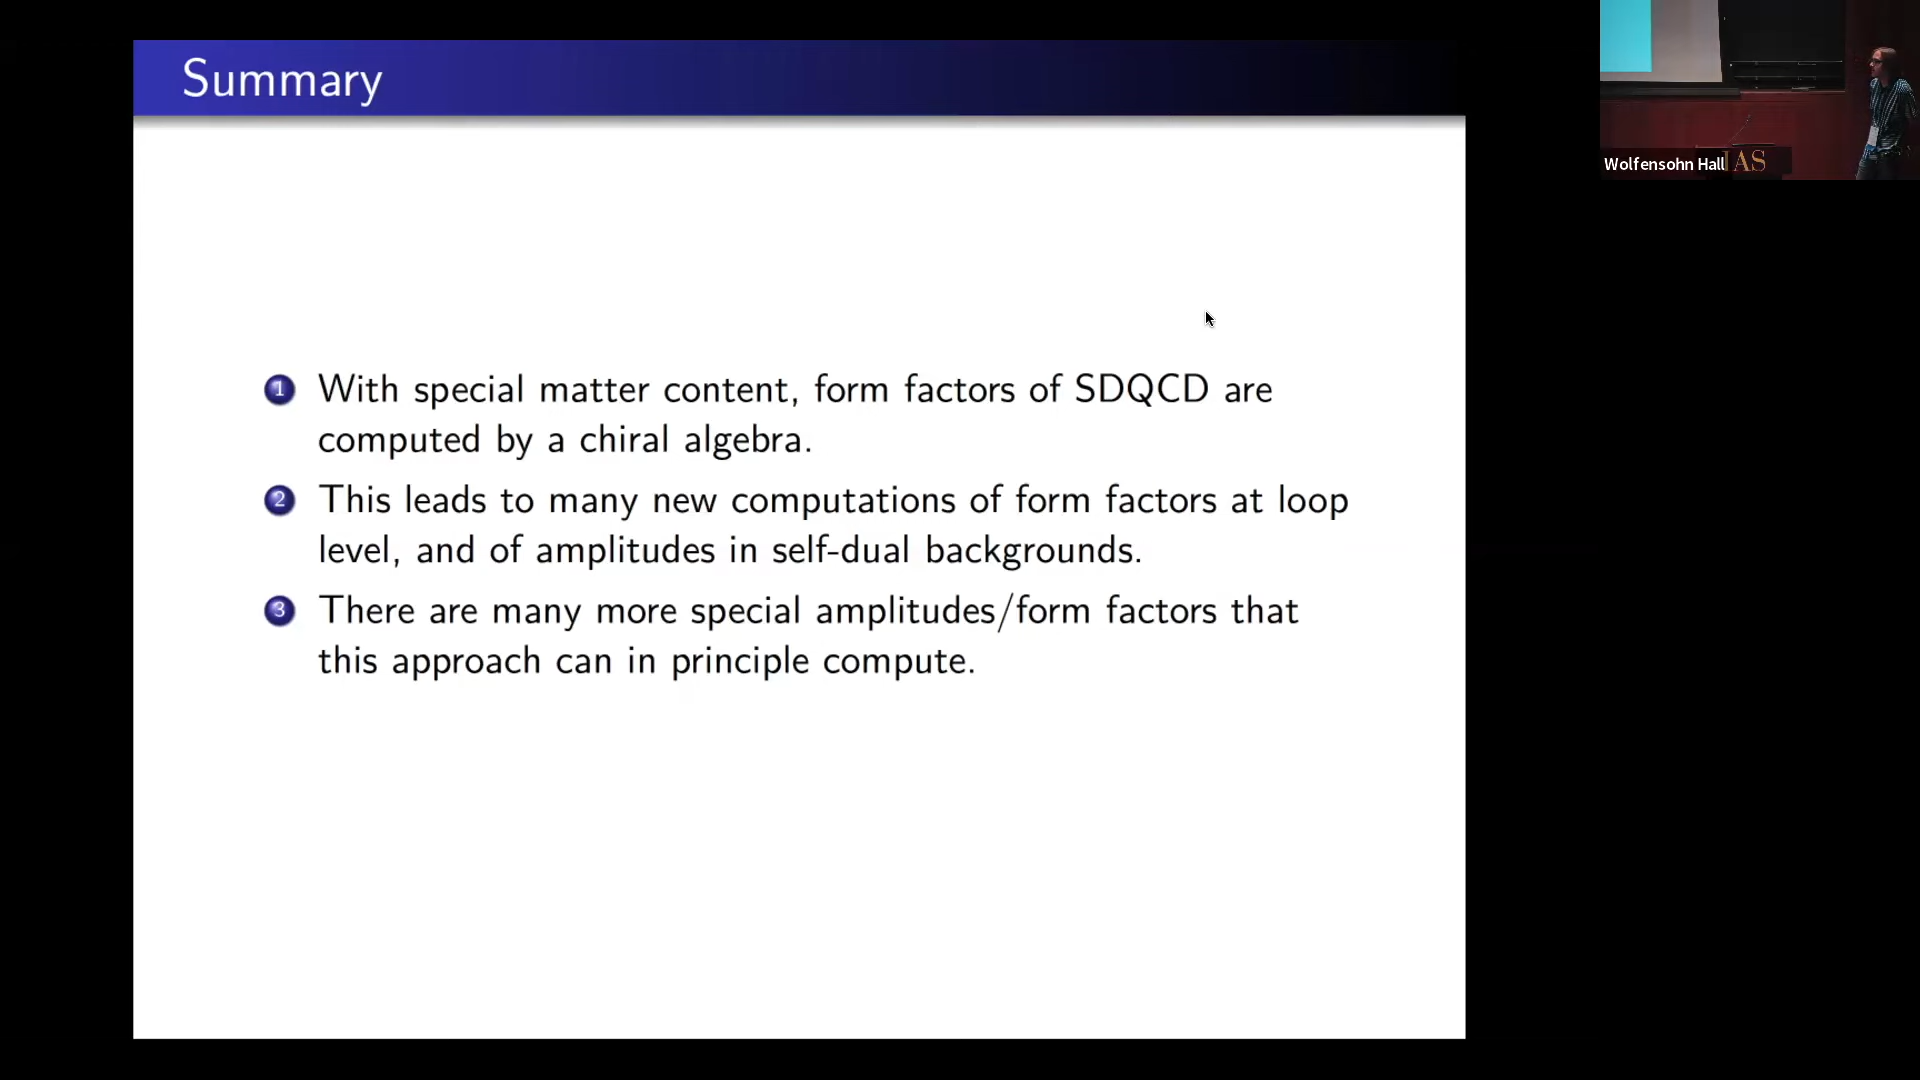 Summary
1 With special matter content, form factors of SDQCD are
computed by a chiral algebra.
2 This leads to many new computations of form factors at loop
level, and of amplitudes in self-dual backgrounds.
3 There are many more special amplitudes/form factors that
this approach can in principle compute.
Wolfensohn Hall
IAS